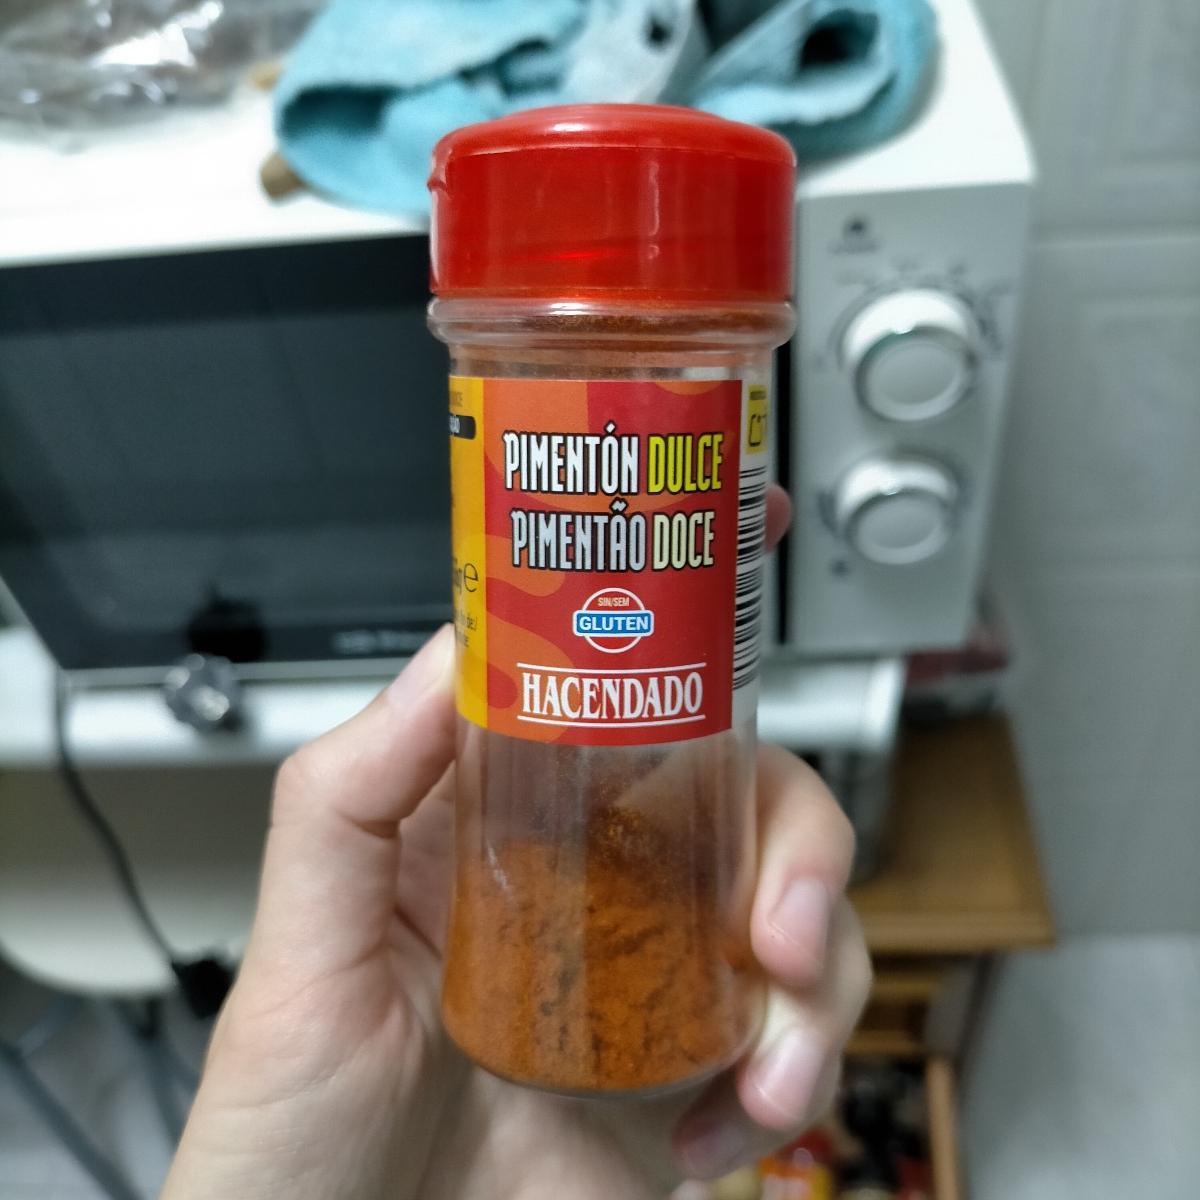 PIMENTÓN DULCE
PIMENTÃO DOCE
SIN/SEM
GLUTEN
HACENDADO